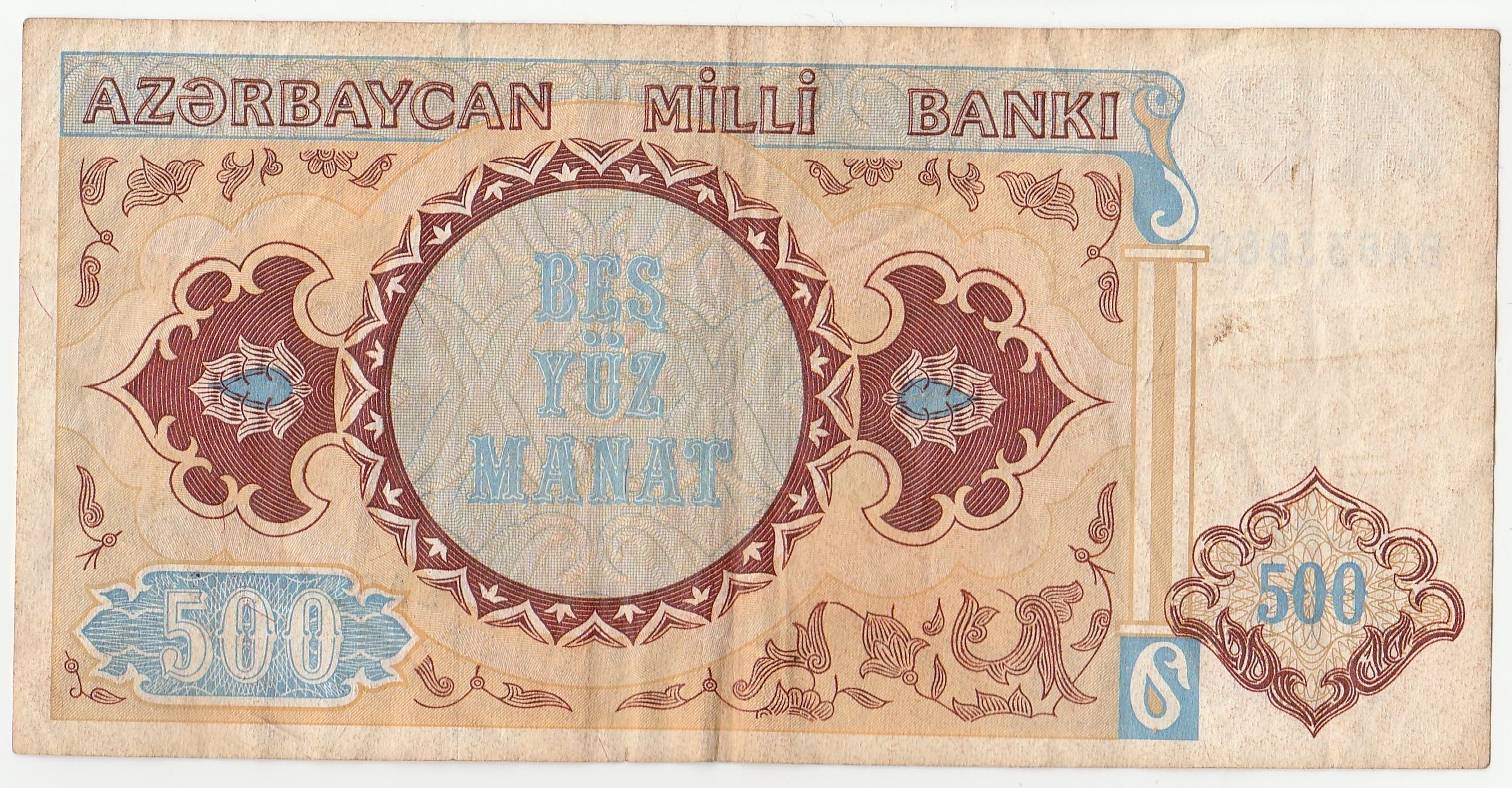 AZƏRBAYCAN MİLLİ BANKI
BEŞ
YÜZ
MANAT
500
500